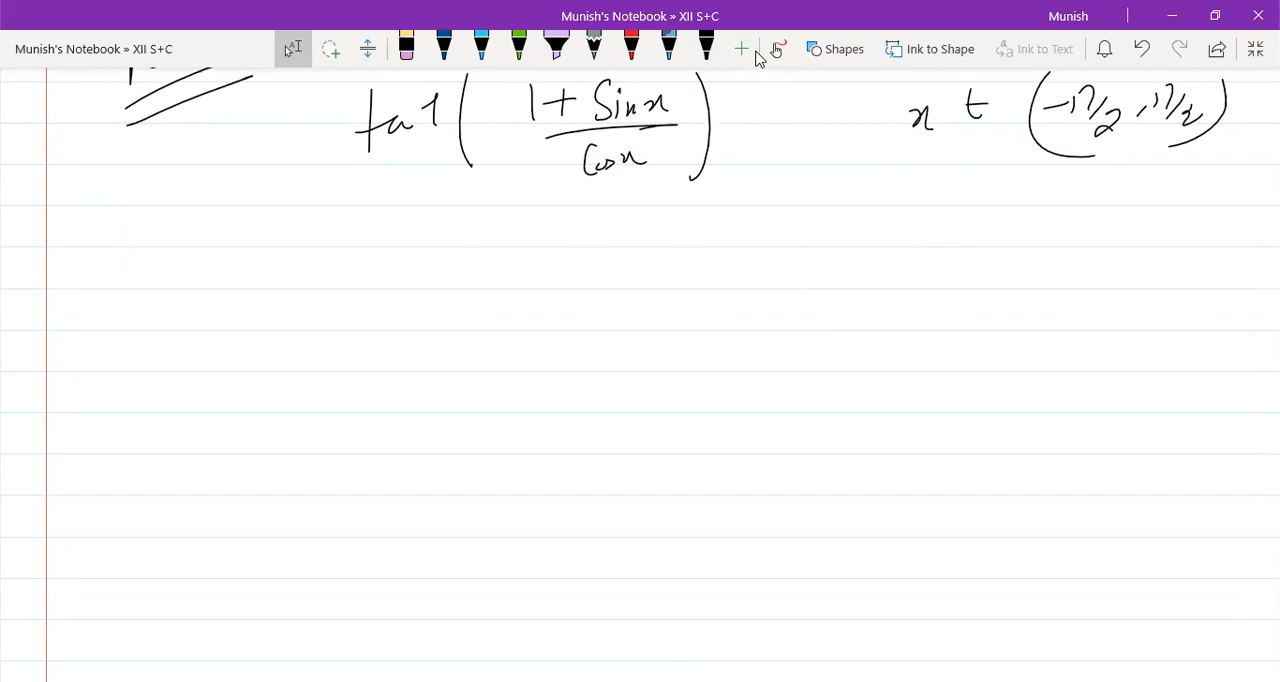 Munish's Notebook » XII S+C
Munish
Munish's Notebook » XII S+C
Shapes
Ink to Shape
Ink to Text
ta⁻¹ ( 1 + Sin x / Cos x ) x t (-π/2, π/2)